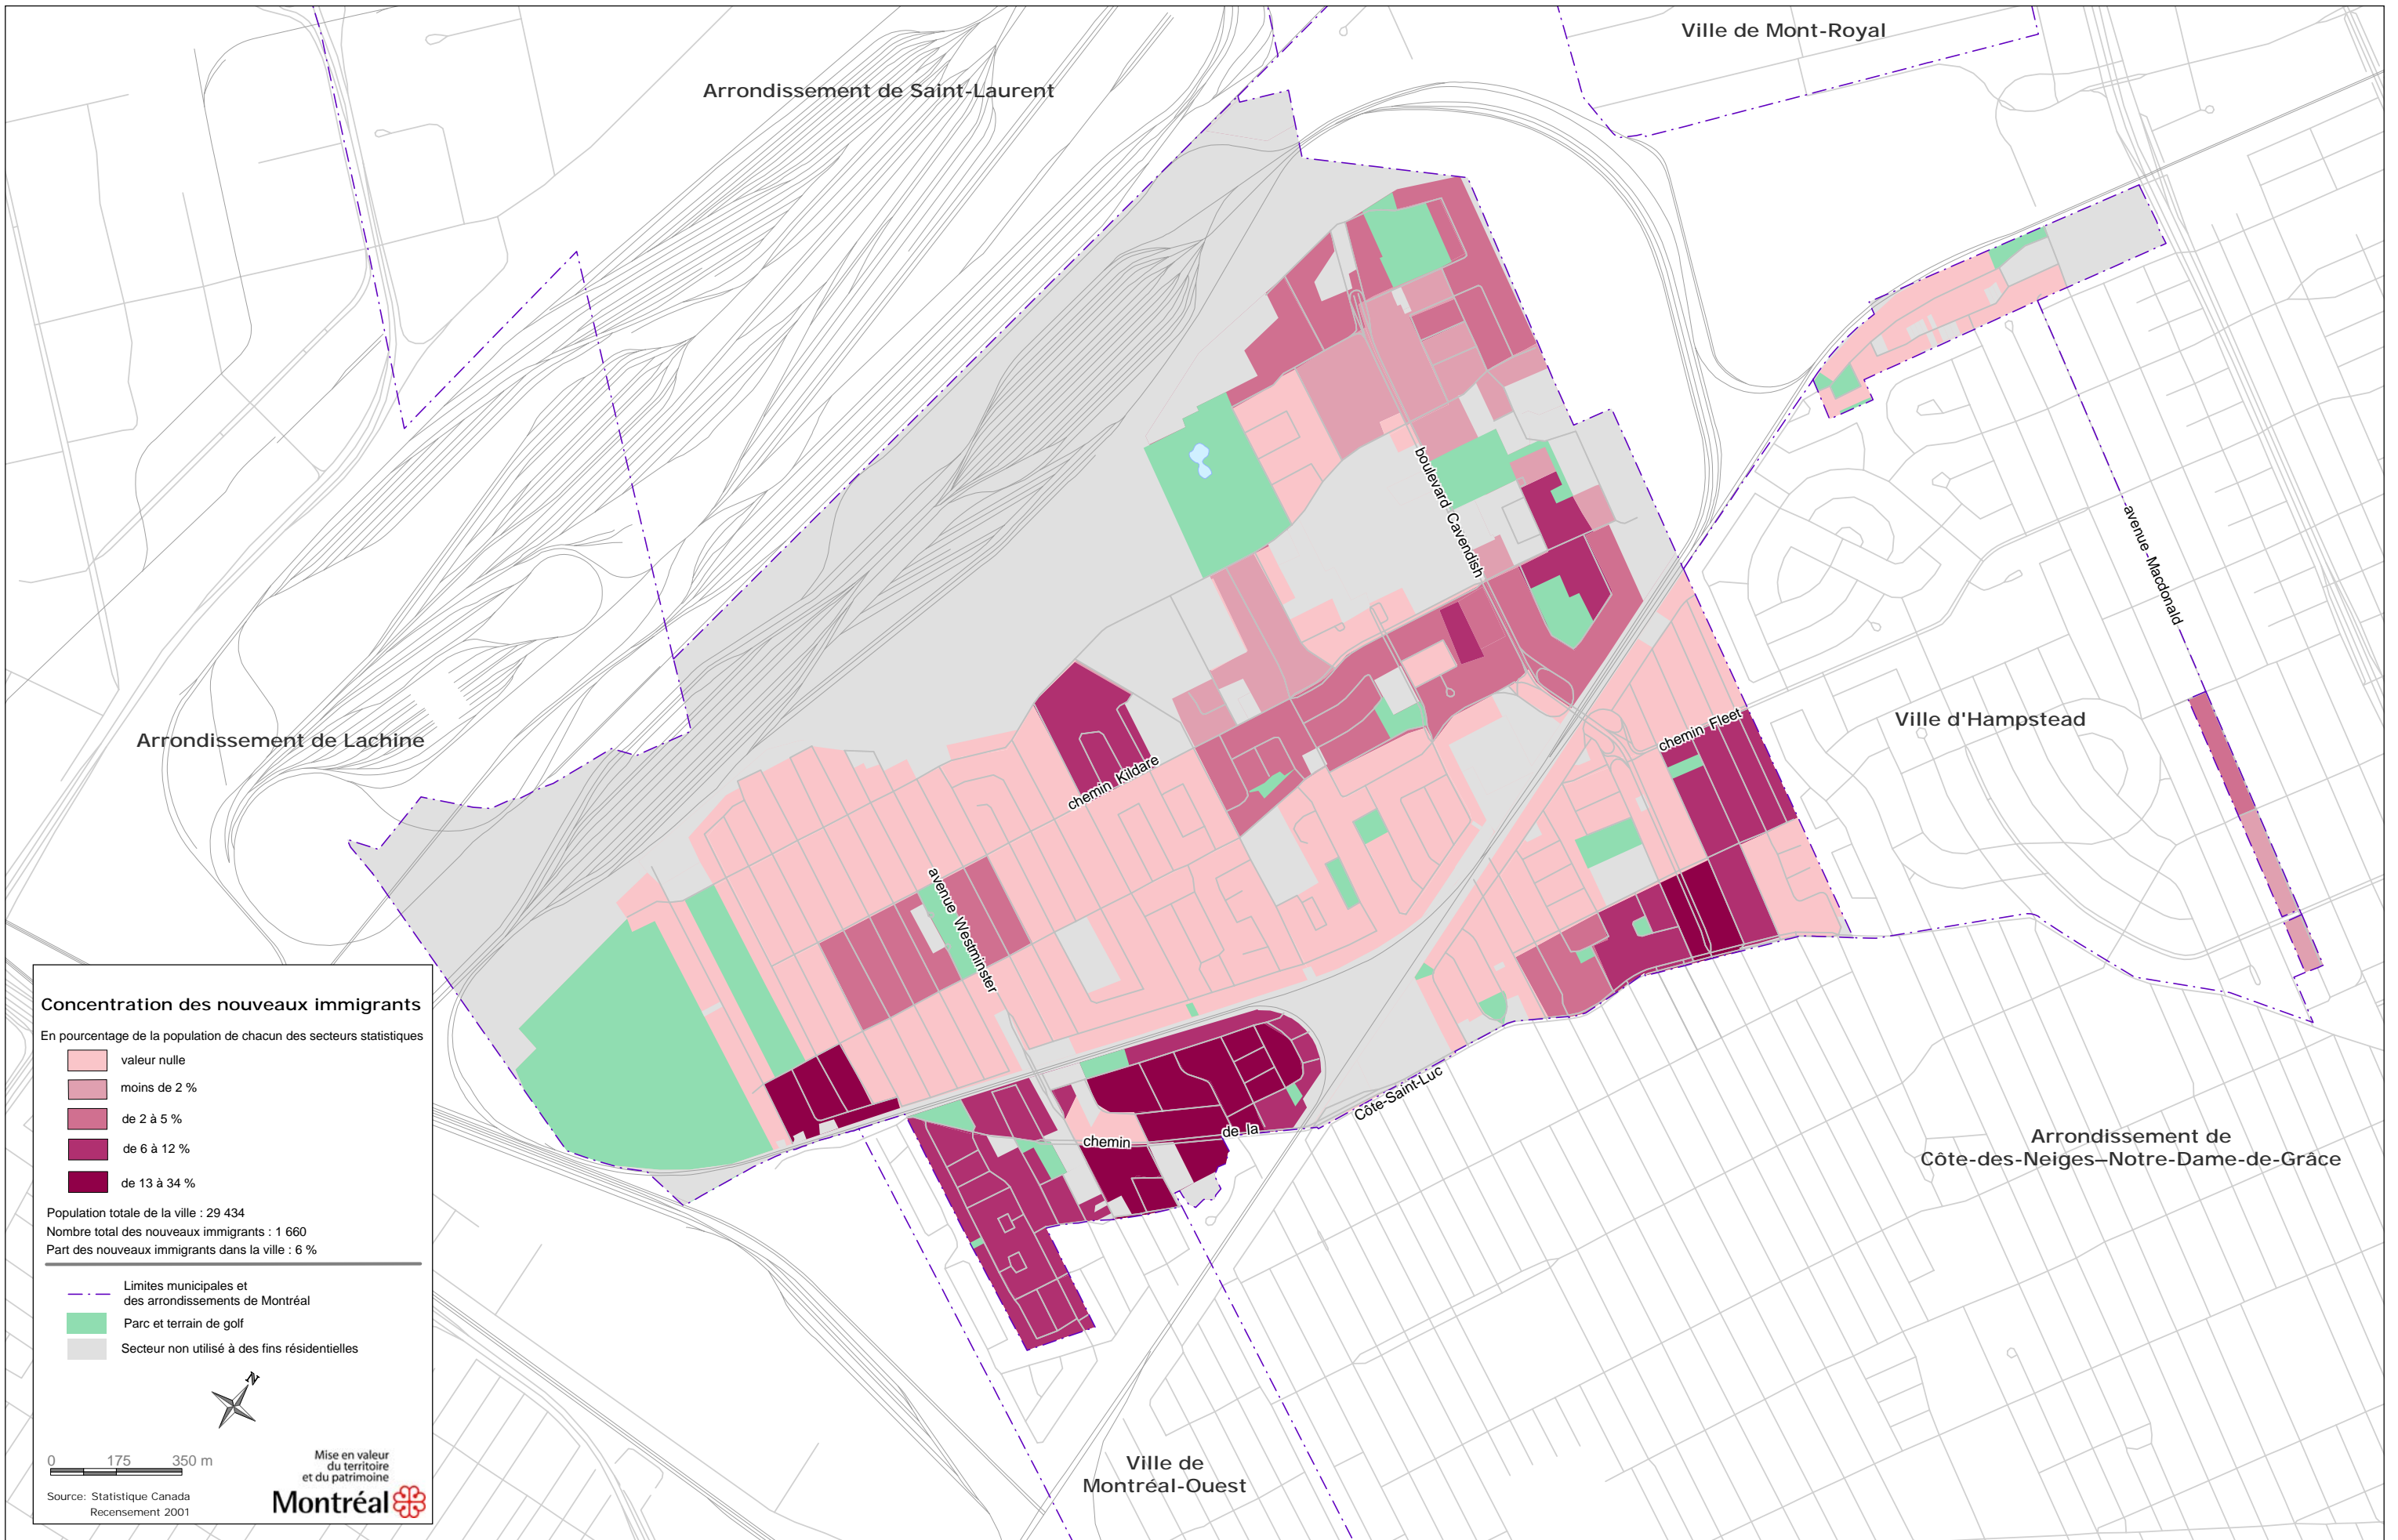 Ville de Mont-Royal
Arrondissement de Saint-Laurent
boulevard Cavendish
avenue Macdonald
Ville d'Hampstead
chemin Fleet
Arrondissement de Lachine
chemin Kildare
avenue Westminster
chemin de la Côte-Saint-Luc
Arrondissement de
Côte-des-Neiges–Notre-Dame-de-Grâce
Ville de
Montréal-Ouest
Concentration des nouveaux immigrants
En pourcentage de la population de chacun des secteurs statistiques
valeur nulle
moins de 2 %
de 2 à 5 %
de 6 à 12 %
de 13 à 34 %
Population totale de la ville : 29 434
Nombre total des nouveaux immigrants : 1 660
Part des nouveaux immigrants dans la ville : 6 %
Limites municipales et
des arrondissements de Montréal
Parc et terrain de golf
Secteur non utilisé à des fins résidentielles
N
0 175 350 m
Source: Statistique Canada
Recensement 2001
Mise en valeur
du territoire
et du patrimoine
Montréal